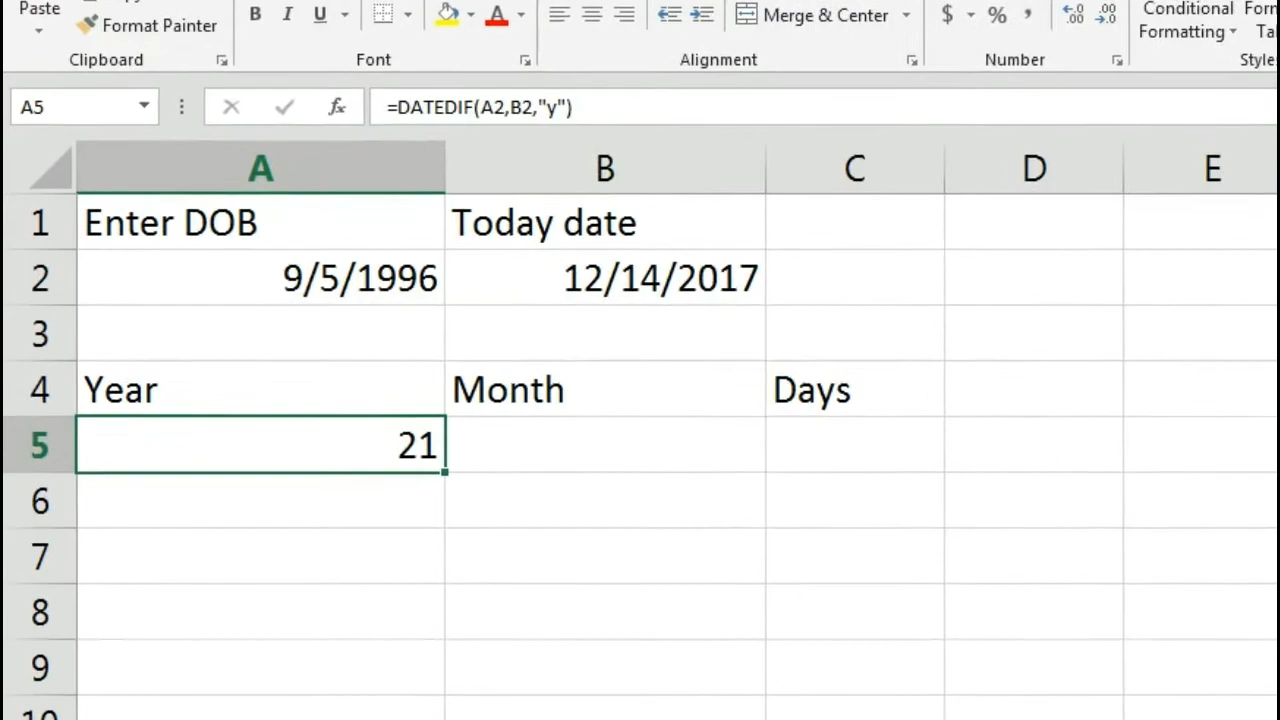 Paste
Format Painter
B I U A
Merge & Center
$ % ,
Conditional
Formatting
Clipboard
Font
Alignment
Number
A5
fx
=DATEDIF(A2,B2,"y")
A B C D E
1 Enter DOB Today date
2 9/5/1996 12/14/2017
3
4 Year Month Days
5 21
6
7
8
9